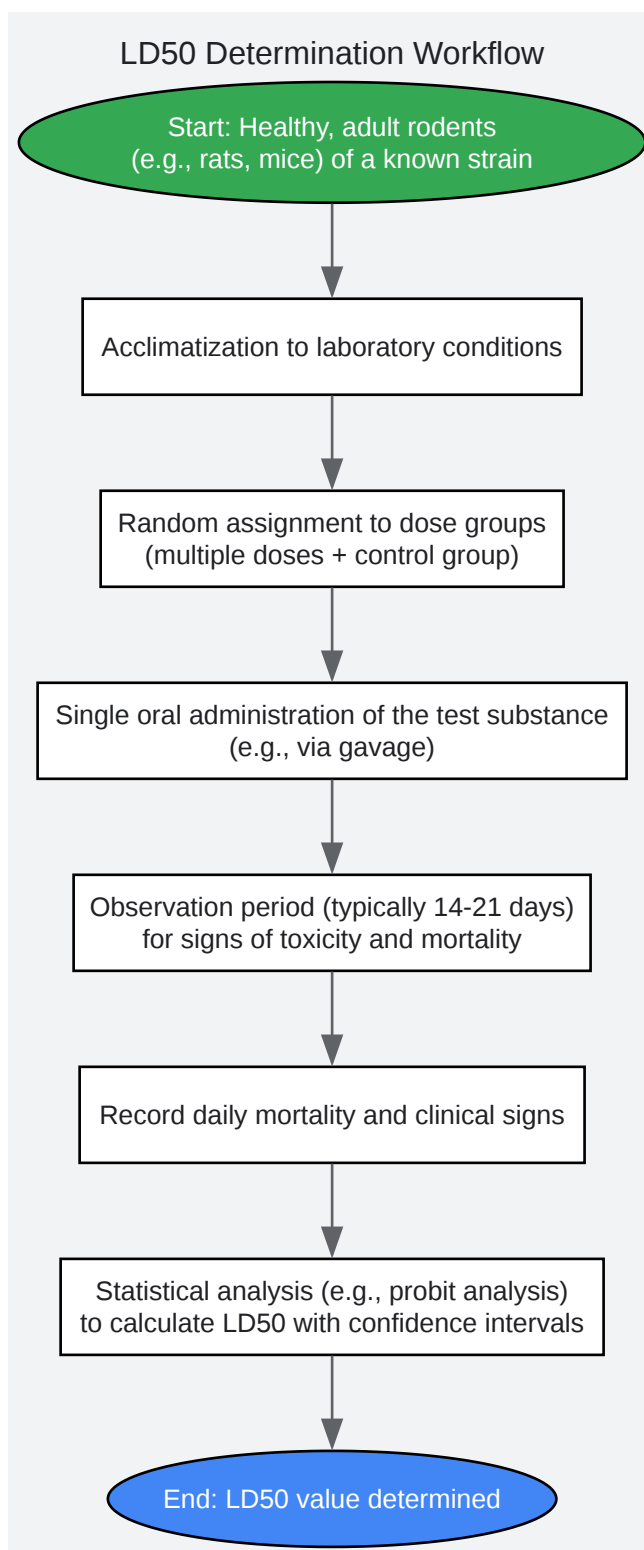 LD50 Determination Workflow
Start: Healthy, adult rodents
(e.g., rats, mice) of a known strain
Acclimatization to laboratory conditions
Random assignment to dose groups
(multiple doses + control group)
Single oral administration of the test substance
(e.g., via gavage)
Observation period (typically 14-21 days)
for signs of toxicity and mortality
Record daily mortality and clinical signs
Statistical analysis (e.g., probit analysis)
to calculate LD50 with confidence intervals
End: LD50 value determined